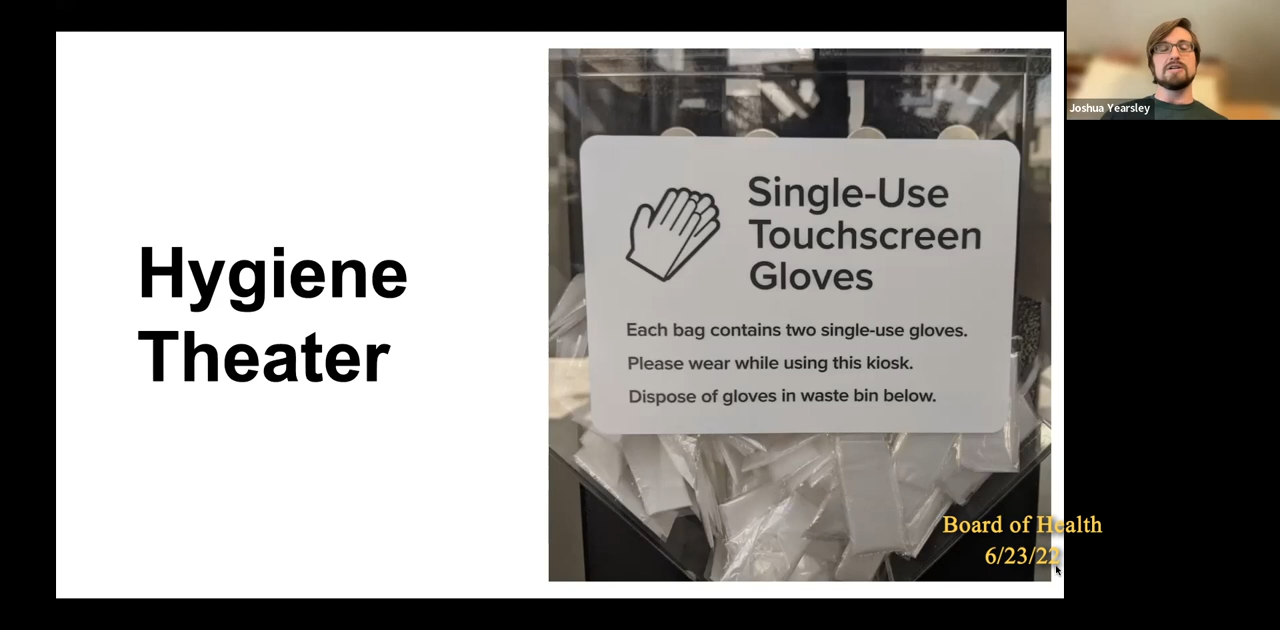 Hygiene
Theater
Single-Use
Touchscreen
Gloves
Each bag contains two single-use gloves.
Please wear while using this kiosk.
Dispose of gloves in waste bin below.
Joshua Yearsley
Board of Health
6/23/22